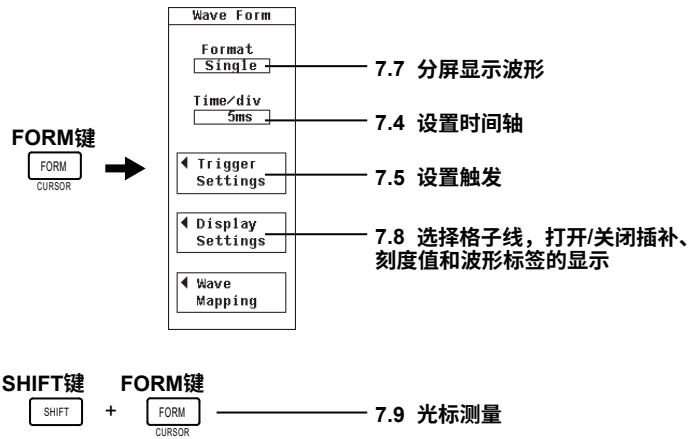 Wave Form
Format
Single
7.7 分屏显示波形
Time/div
5ms
7.4 设置时间轴
FORM键
FORM
CURSOR
Trigger
Settings
7.5 设置触发
Display
Settings
7.8 选择格子线，打开/关闭插补、
刻度值和波形标签的显示
Wave
Mapping
SHIFT键 FORM键
SHIFT + FORM
CURSOR
7.9 光标测量